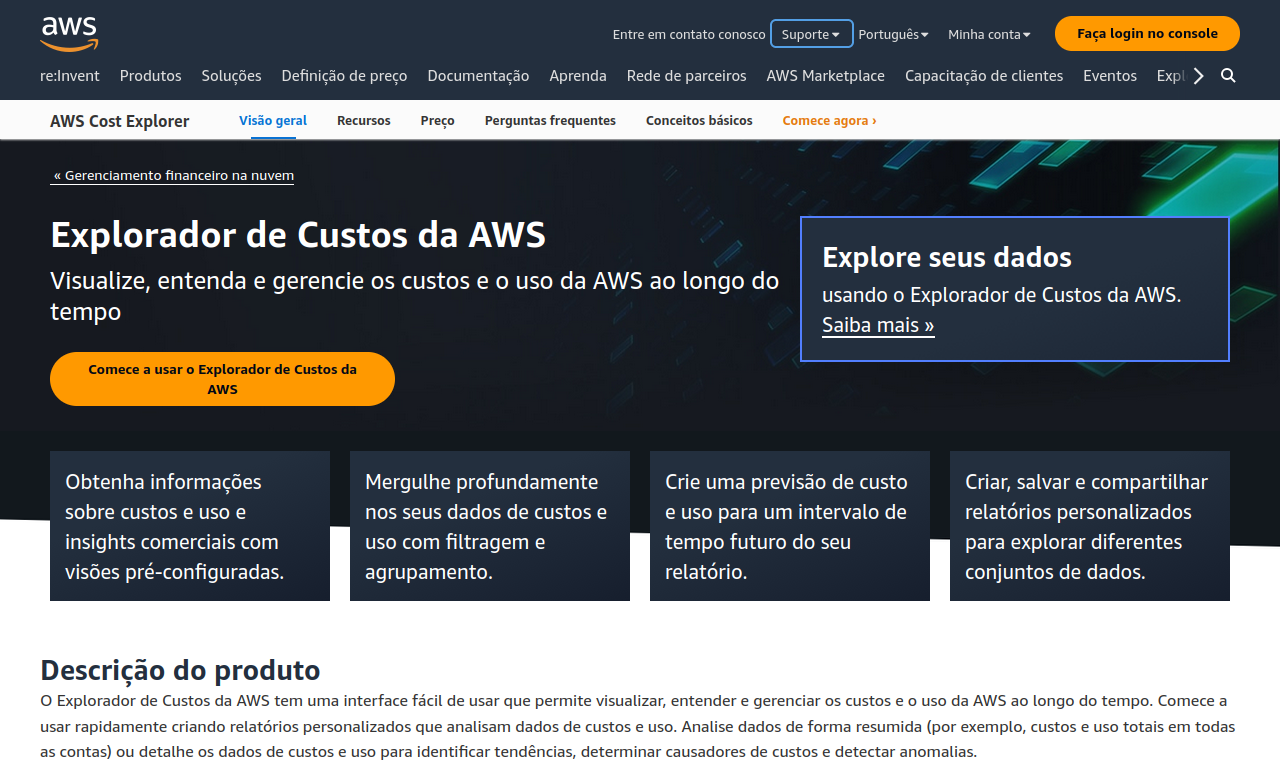 aws
Entre em contato conosco Suporte Português Minha conta Faça login no console
re:Invent Produtos Soluções Definição de preço Documentação Aprenda Rede de parceiros AWS Marketplace Capacitação de clientes Eventos Expl
AWS Cost Explorer Visão geral Recursos Preço Perguntas frequentes Conceitos básicos Comece agora ›
« Gerenciamento financeiro na nuvem
Explorador de Custos da AWS
Visualize, entenda e gerencie os custos e o uso da AWS ao longo do
tempo
Comece a usar o Explorador de Custos da
AWS
Explore seus dados
usando o Explorador de Custos da AWS.
Saiba mais »
Obtenha informações
sobre custos e uso e
insights comerciais com
visões pré-configuradas.
Mergulhe profundamente
nos seus dados de custos e
uso com filtragem e
agrupamento.
Crie uma previsão de custo
e uso para um intervalo de
tempo futuro do seu
relatório.
Criar, salvar e compartilhar
relatórios personalizados
para explorar diferentes
conjuntos de dados.
Descrição do produto
O Explorador de Custos da AWS tem uma interface fácil de usar que permite visualizar, entender e gerenciar os custos e o uso da AWS ao longo do tempo. Comece a
usar rapidamente criando relatórios personalizados que analisam dados de custos e uso. Analise dados de forma resumida (por exemplo, custos e uso totais em todas
as contas) ou detalhe os dados de custos e uso para identificar tendências, determinar causadores de custos e detectar anomalias.